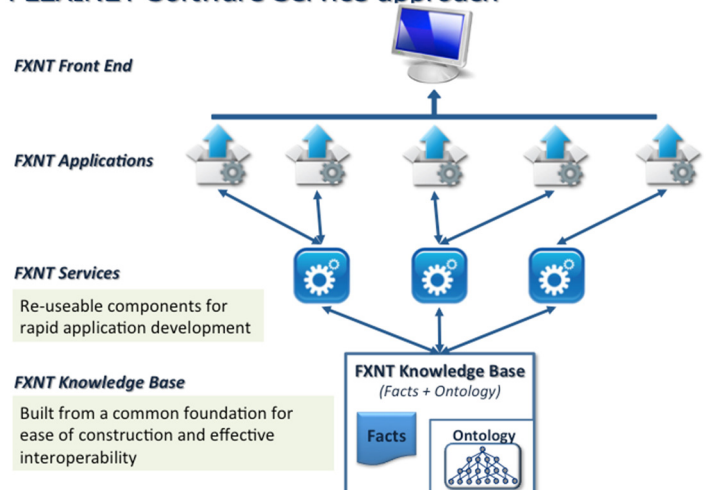 FXNT Front End
FXNT Applications
FXNT Services
Re-useable components for
rapid application development
FXNT Knowledge Base
Built from a common foundation for
ease of construction and effective
interoperability
FXNT Knowledge Base
(Facts + Ontology)
Facts
Ontology